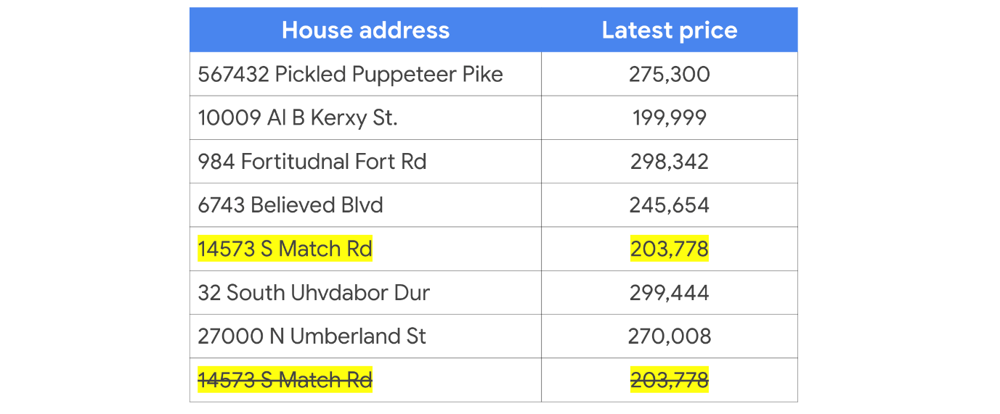 House address Latest price
567432 Pickled Puppeteer Pike 275,300
10009 Al B Kerxy St. 199,999
984 Fortitudnal Fort Rd 298,342
6743 Believed Blvd 245,654
14573 S Match Rd 203,778
32 South Uhvdabor Dur 299,444
27000 N Umberland St 270,008
14573 S Match Rd 203,778